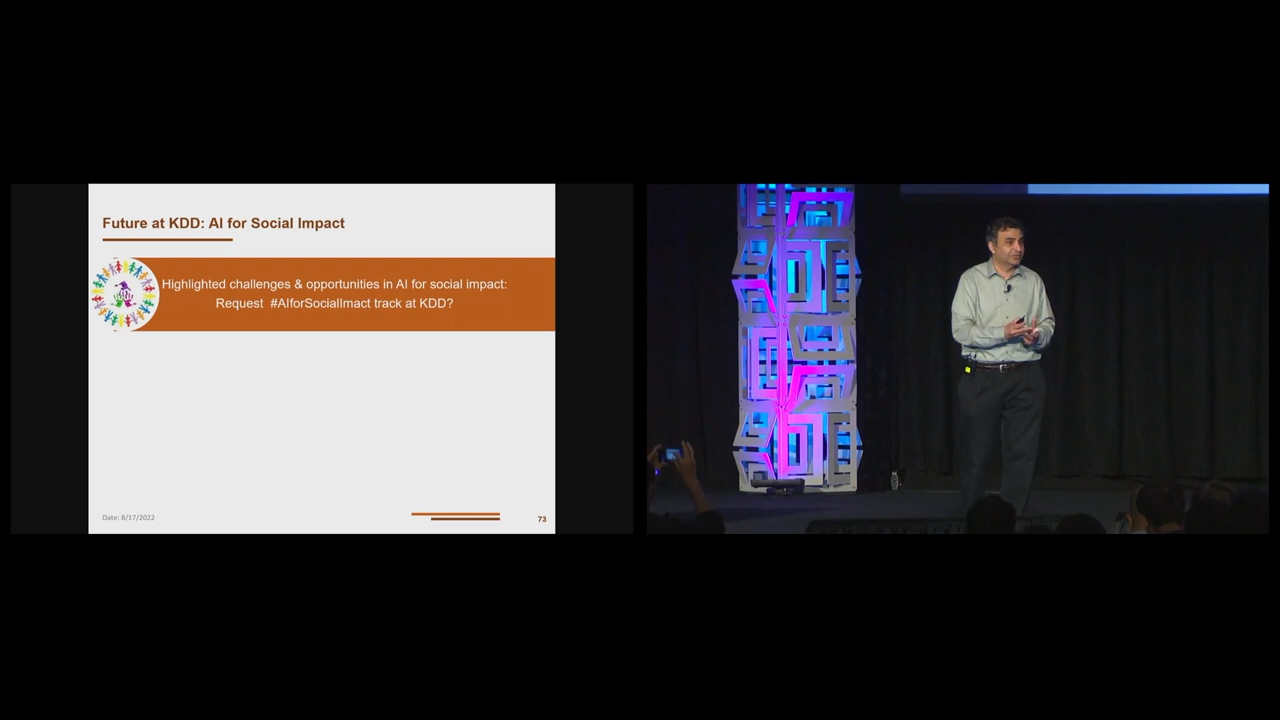 Future at KDD: AI for Social Impact
Highlighted challenges & opportunities in AI for social impact:
Request #AIforSocialImact track at KDD?
Date: 8/17/2022
73